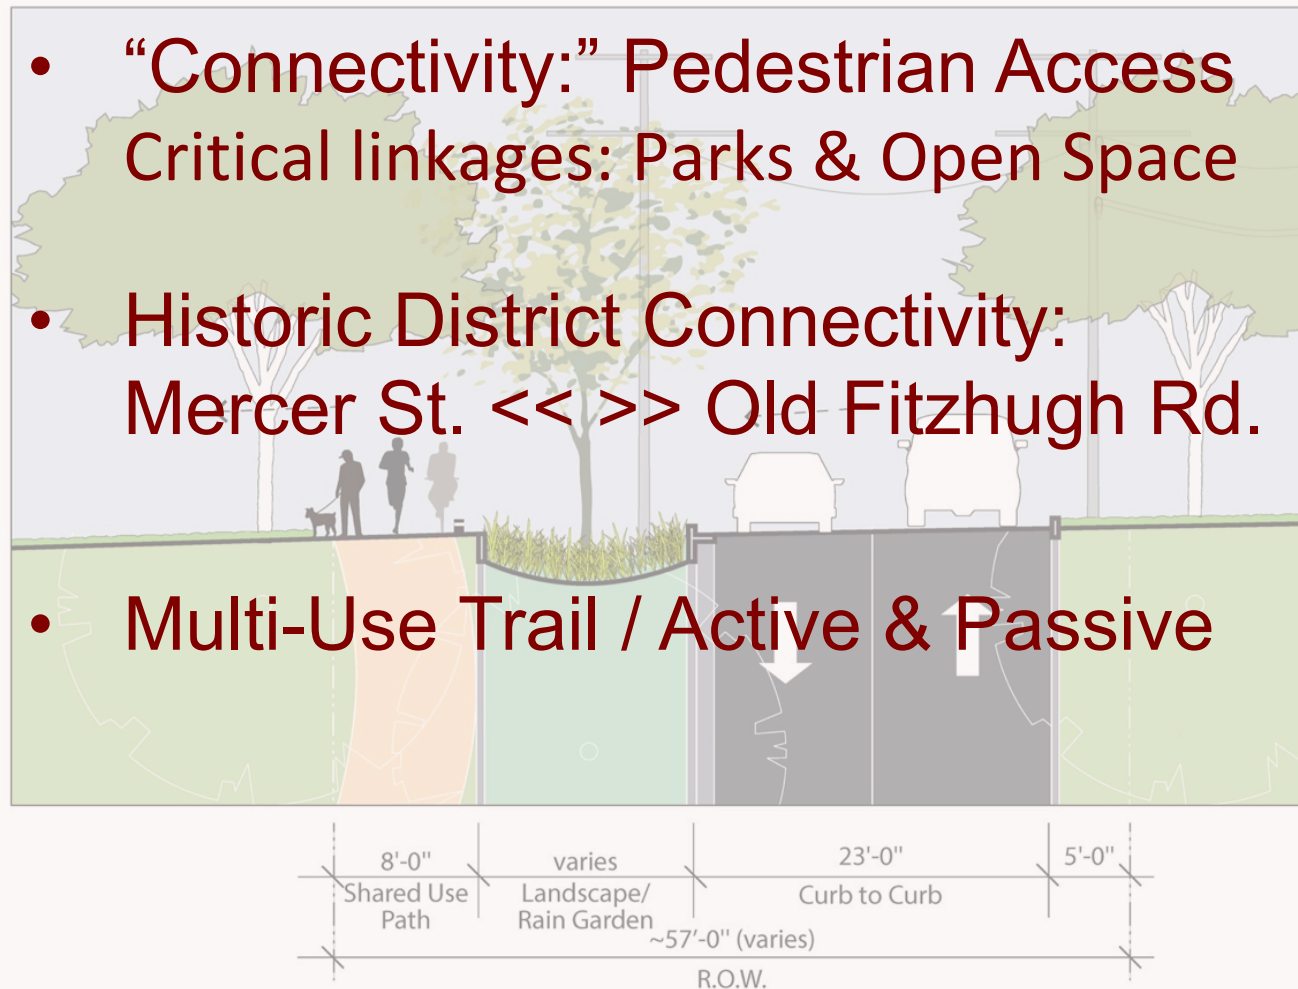 • “Connectivity:” Pedestrian Access
Critical linkages: Parks & Open Space
• Historic District Connectivity:
Mercer St. << >> Old Fitzhugh Rd.
• Multi-Use Trail / Active & Passive
8'-0" varies 23'-0" 5'-0"
Shared Use Path
Landscape/ Rain Garden
Curb to Curb
~57'-0" (varies)
R.O.W.